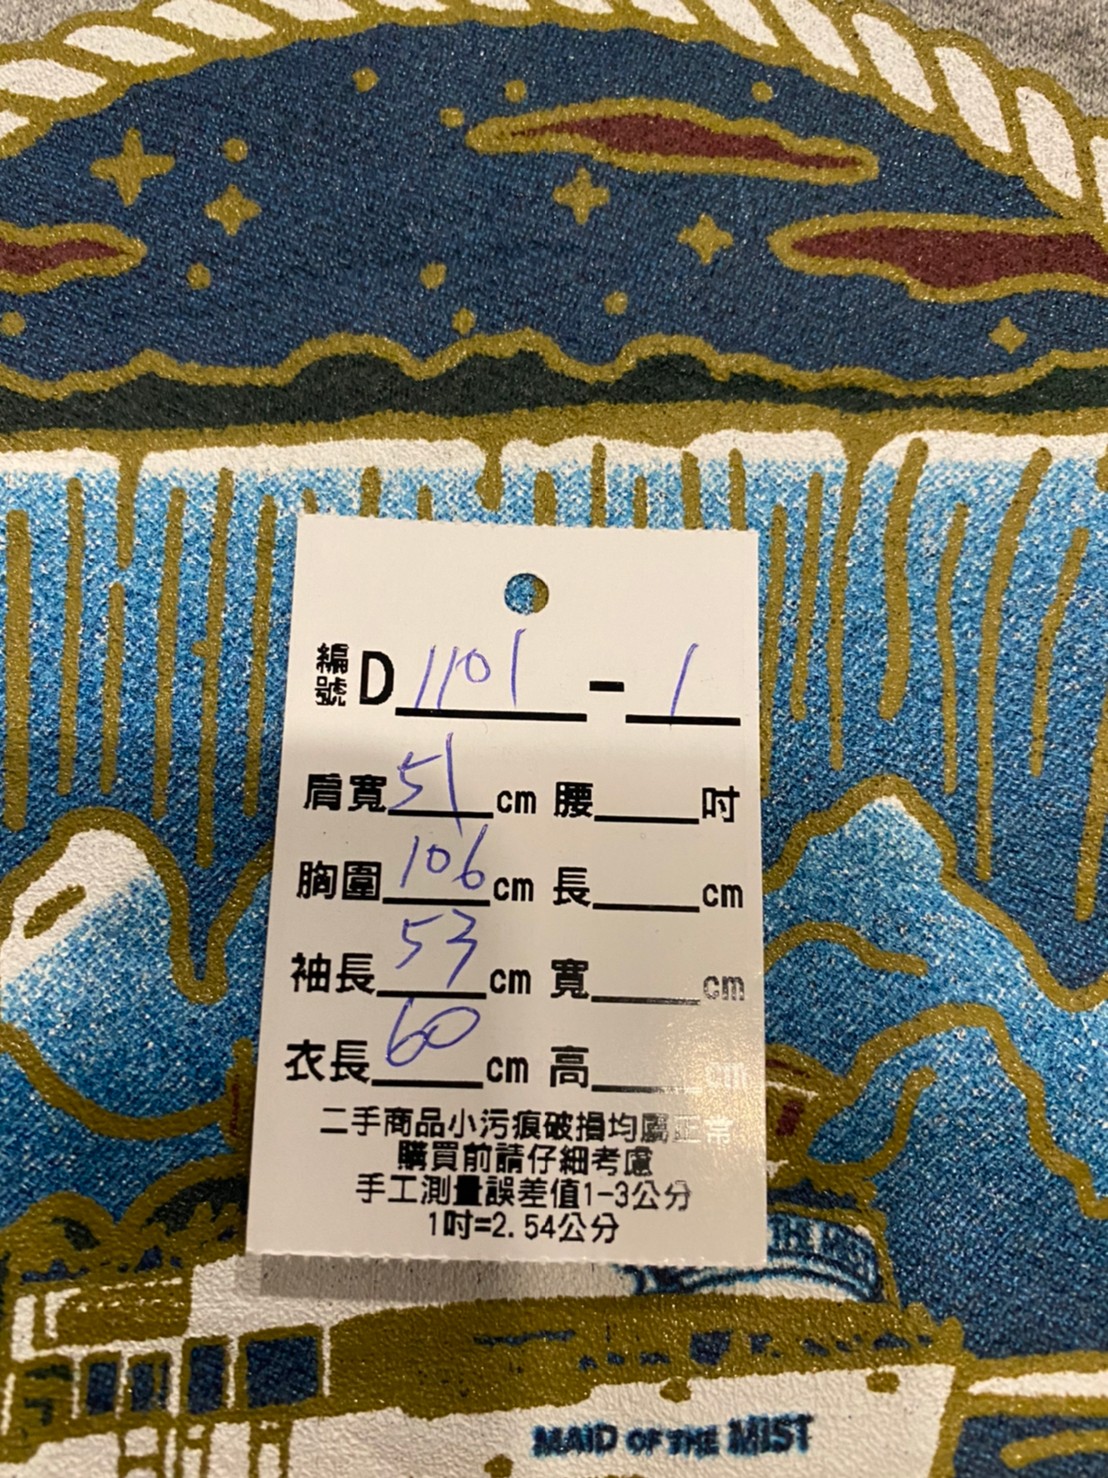 編號 D 1101 - 1
肩寬 51 cm 腰 吋
胸圍 106 cm 長 cm
袖長 53 cm 寬 cm
衣長 60 cm 高 cm
二手商品小污痕破損均屬正常
購買前請仔細考慮
手工測量誤差值1-3公分
1吋=2.54公分
MAID OF THE MIST